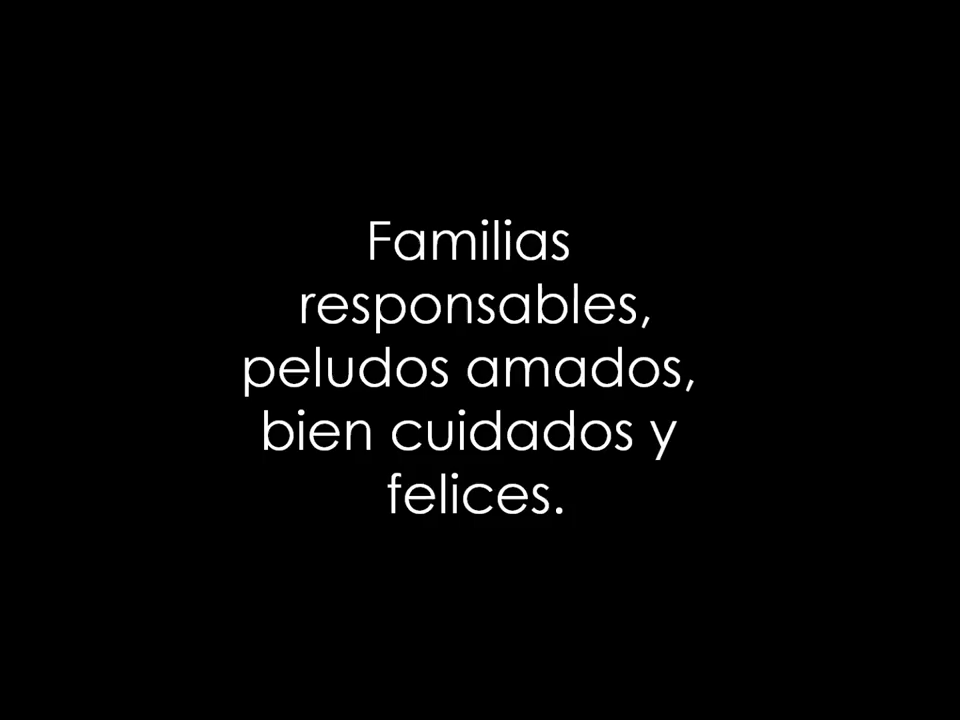 Familias
responsables,
peludos amados,
bien cuidados y
felices.